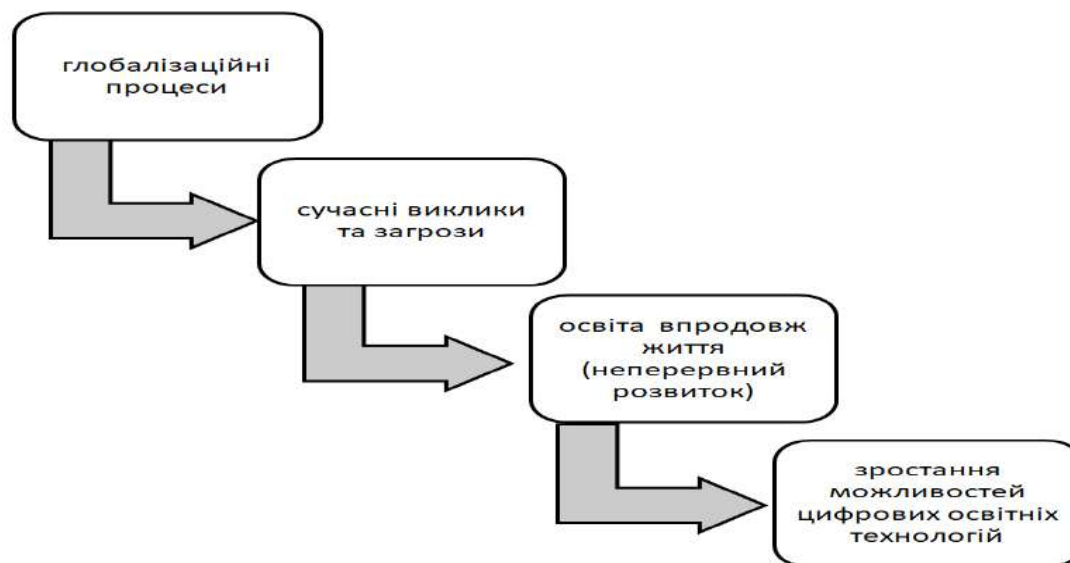 глобалізаційні
процеси
сучасні виклики
та загрози
освіта впродовж
життя
(неперервний
розвиток)
зростання
можливостей
цифрових освітніх
технологій